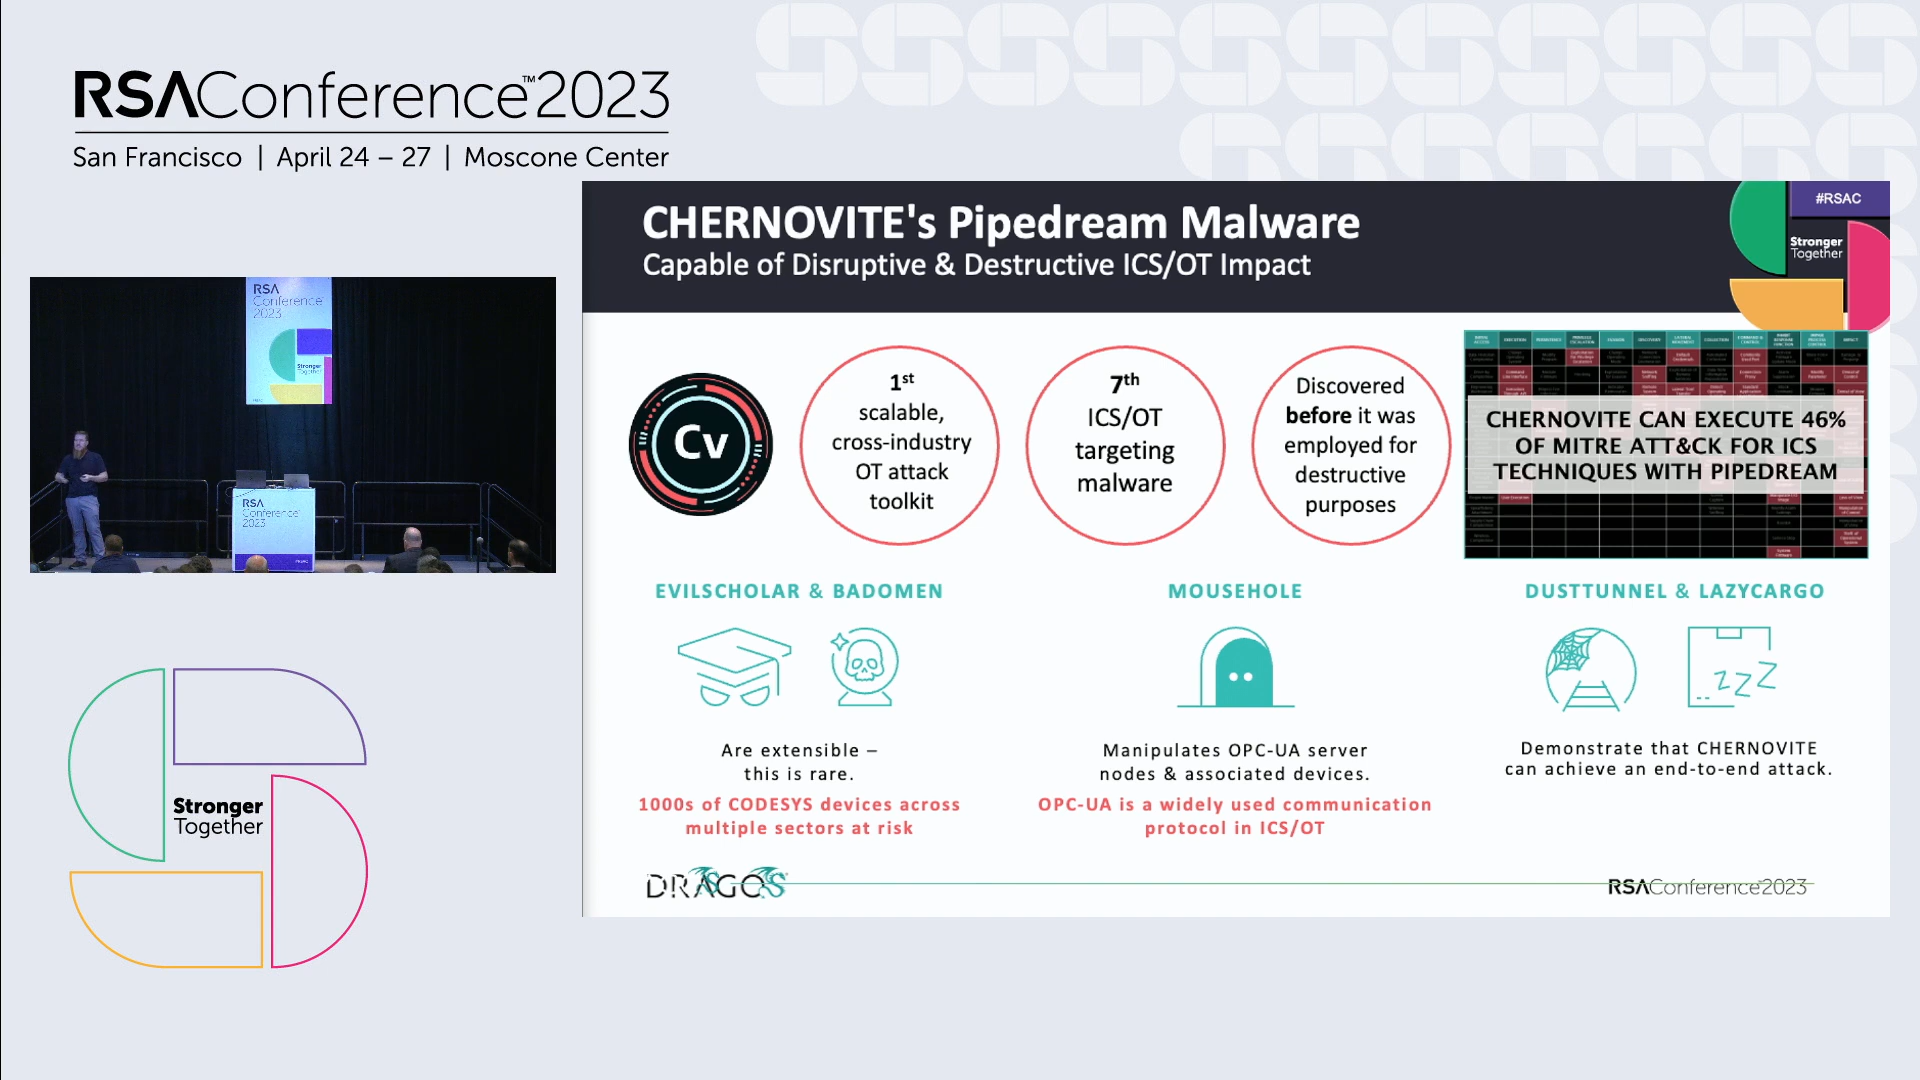 RSAConference™2023
San Francisco | April 24 – 27 | Moscone Center
RSA
Conference
2023
Stronger
Together
RSA
Conference
2023
Stronger
Together
CHERNOVITE's Pipedream Malware
Capable of Disruptive & Destructive ICS/OT Impact
#RSAC
Stronger
Together
Cv
1st
scalable,
cross-industry
OT attack
toolkit
7th
ICS/OT
targeting
malware
Discovered
before it was
employed for
destructive
purposes
CHERNOVITE CAN EXECUTE 46%
OF MITRE ATT&CK FOR ICS
TECHNIQUES WITH PIPEDREAM
EVILSCHOLAR & BADOMEN
Are extensible –
this is rare.
1000s of CODESYS devices across
multiple sectors at risk
MOUSEHOLE
Manipulates OPC-UA server
nodes & associated devices.
OPC-UA is a widely used communication
protocol in ICS/OT
DUSTTUNNEL & LAZYCARGO
zzz
Demonstrate that CHERNOVITE
can achieve an end-to-end attack.
DRAGOS
RSAConference2023